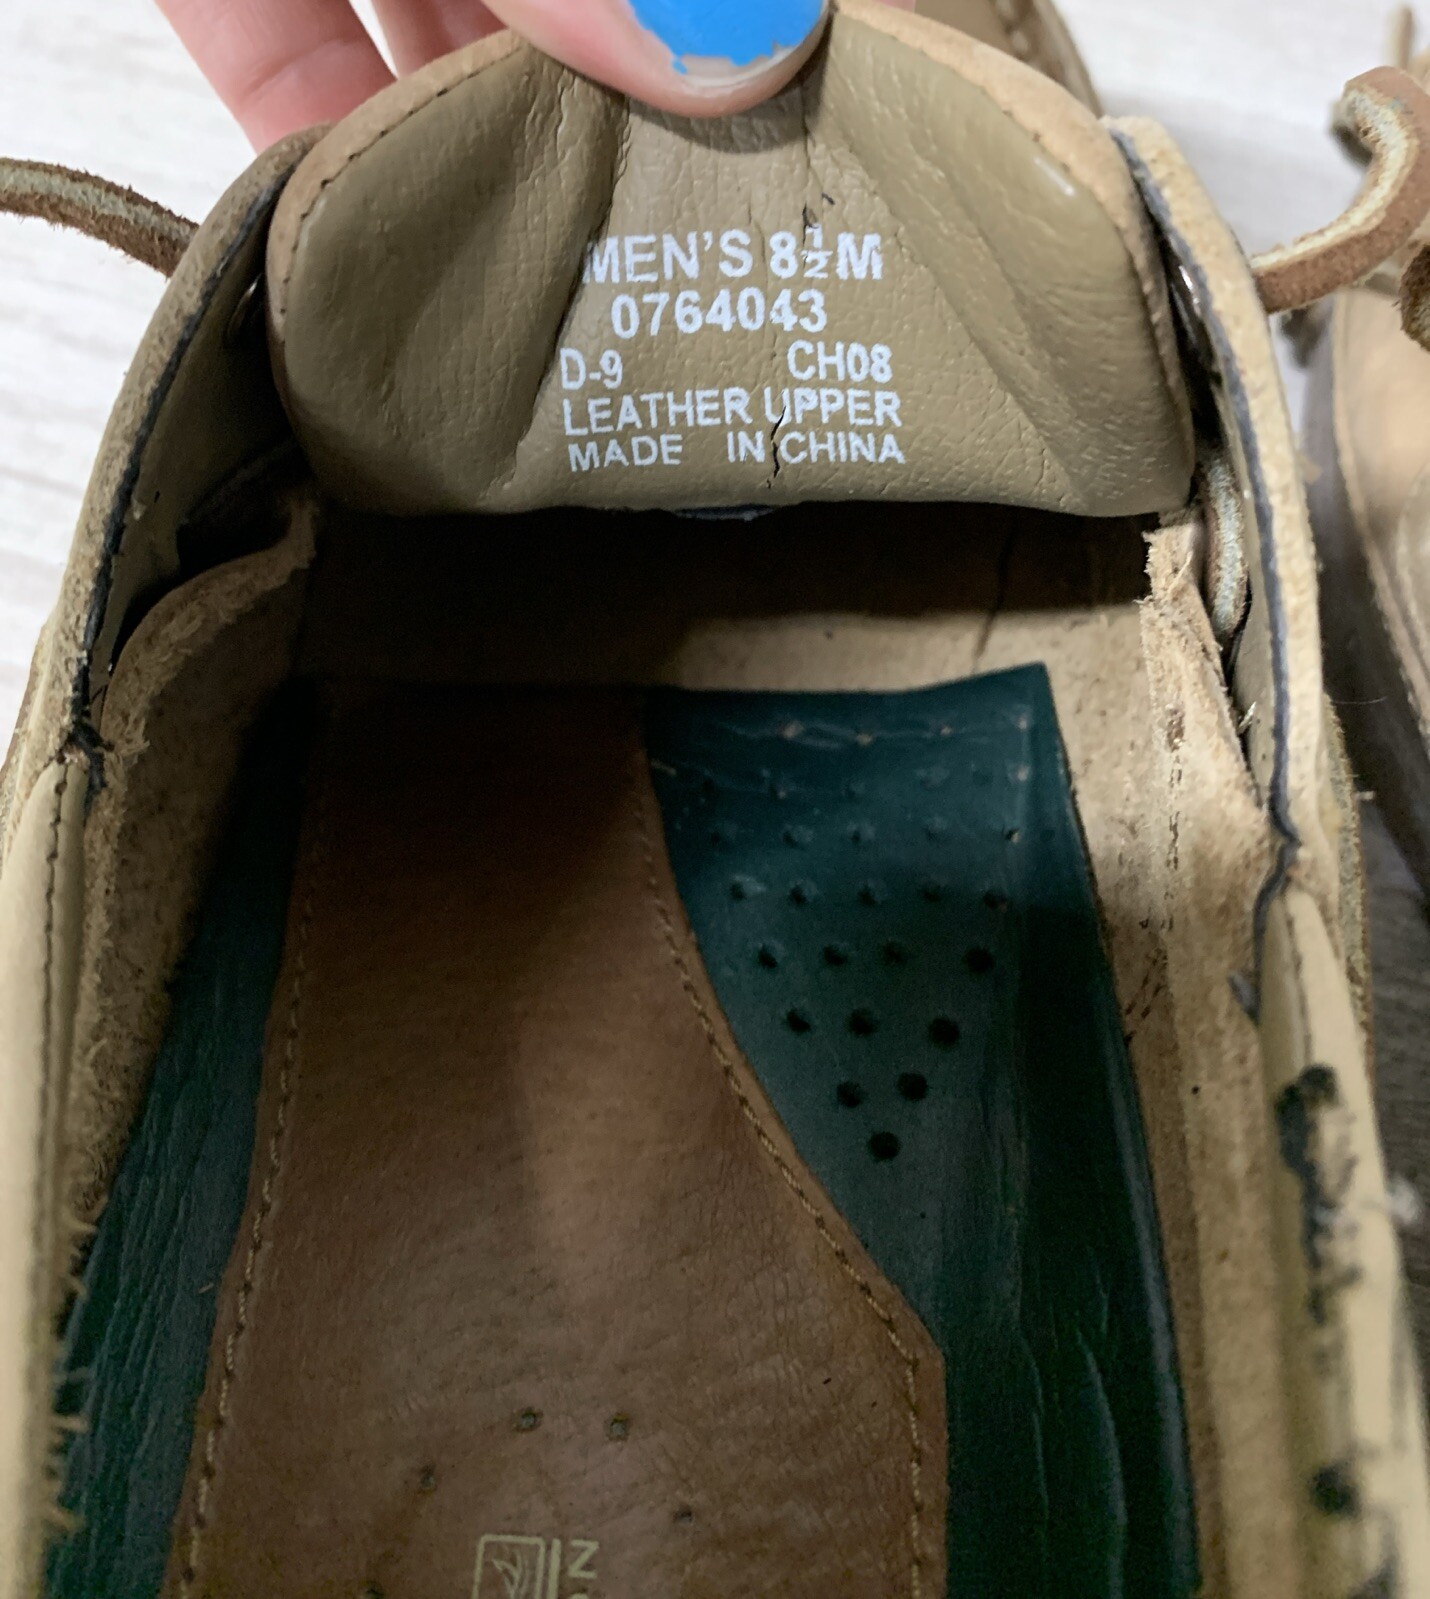 MEN'S 8½M
0764043
D-9 CH08
LEATHER UPPER
MADE IN CHINA